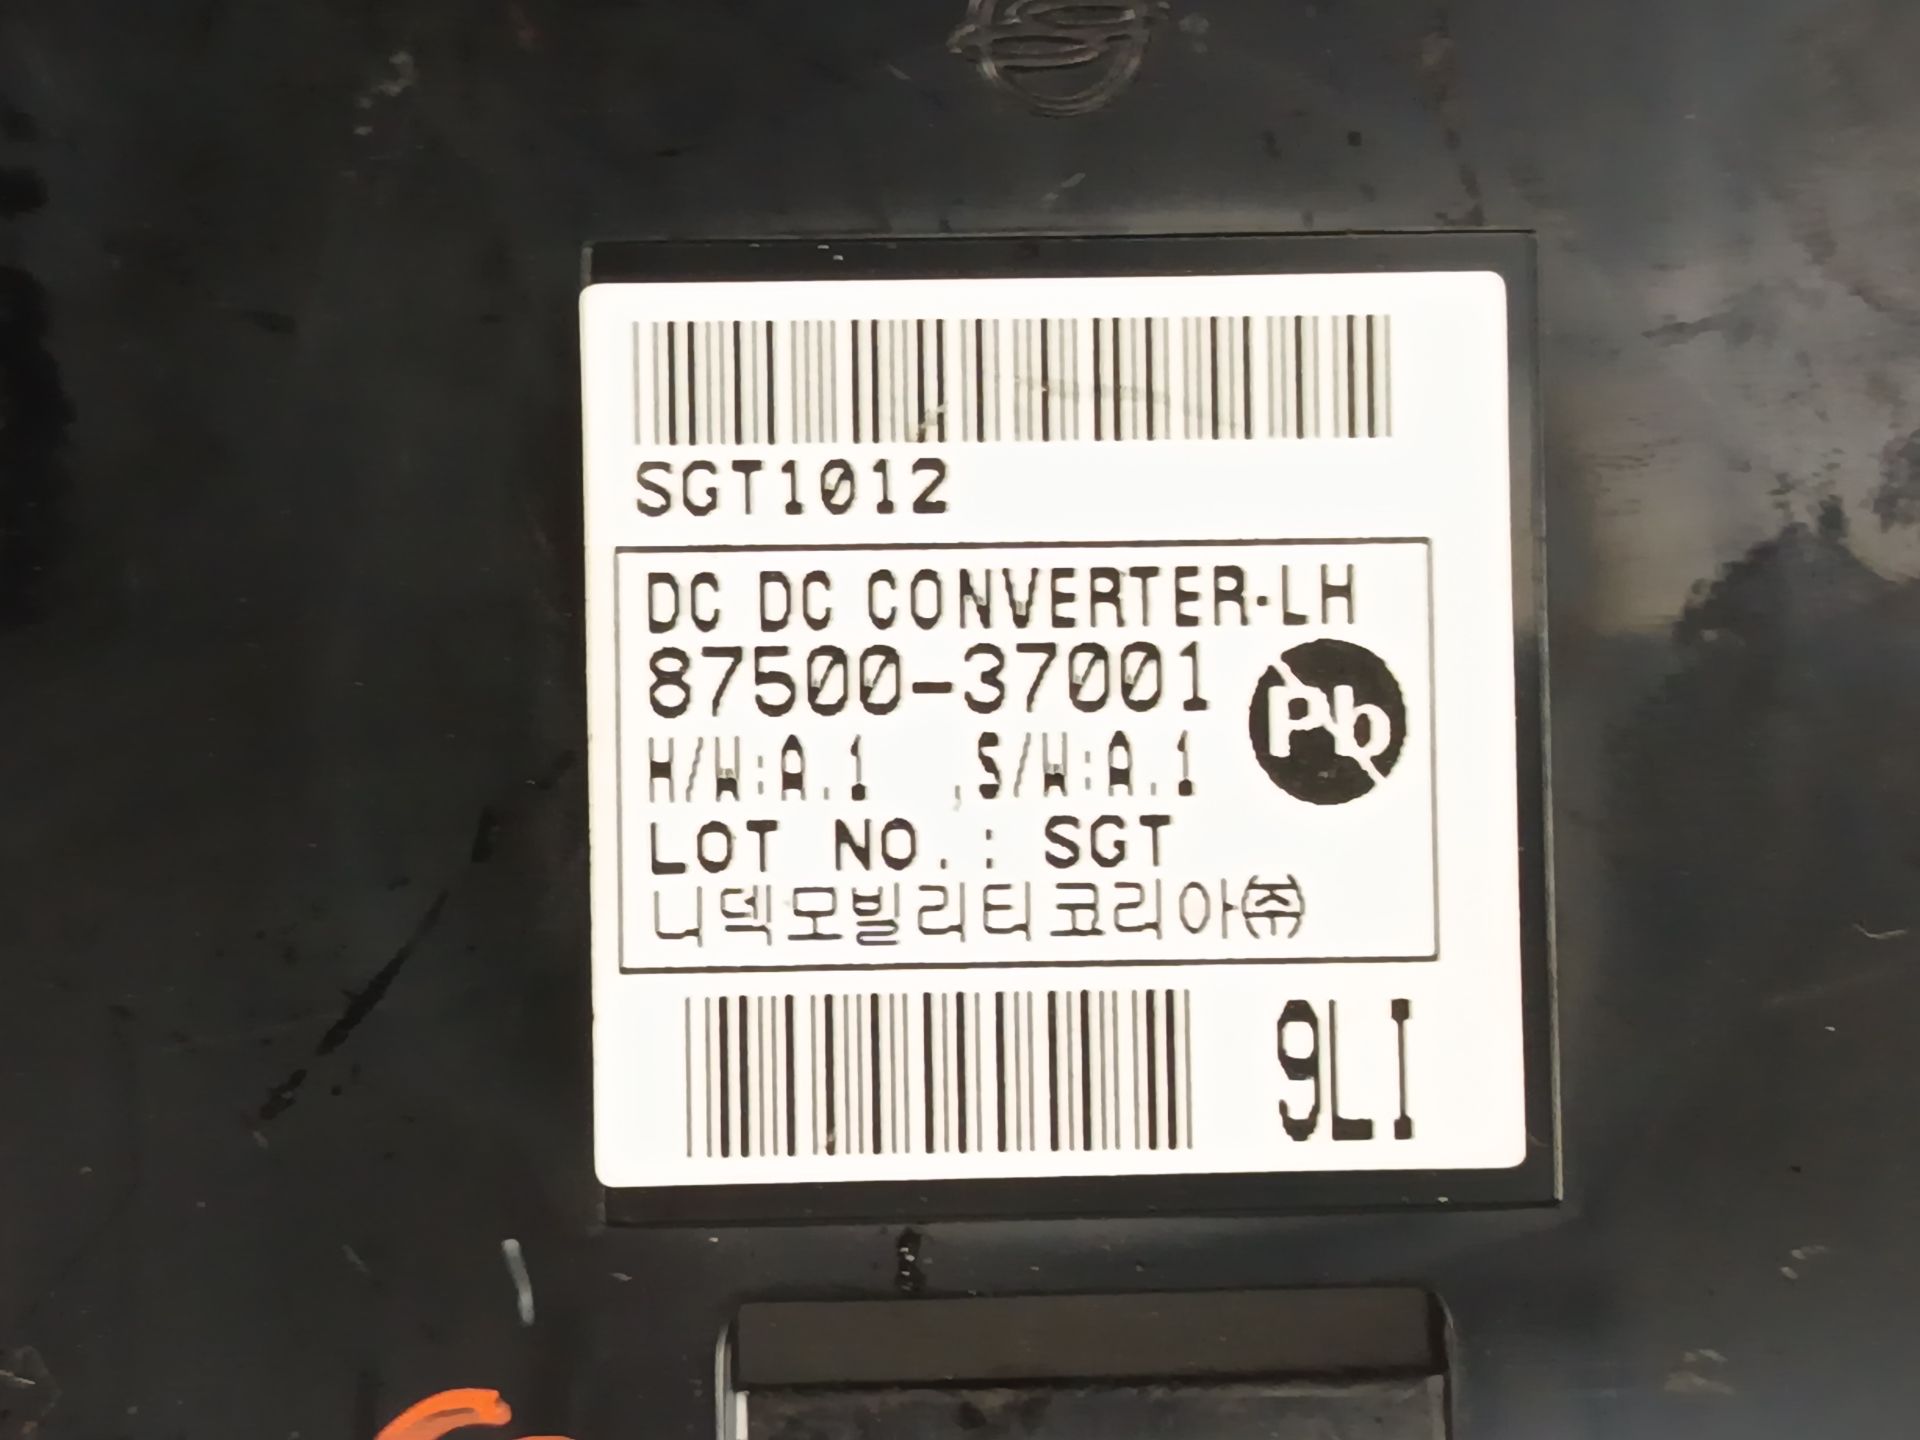 SGT1012
DC DC CONVERTER-LH
87500-37001
Pb
H/W:A.1 ,S/W:A.1
LOT NO.: SGT
니덱모빌리티코리아㈜
9LI